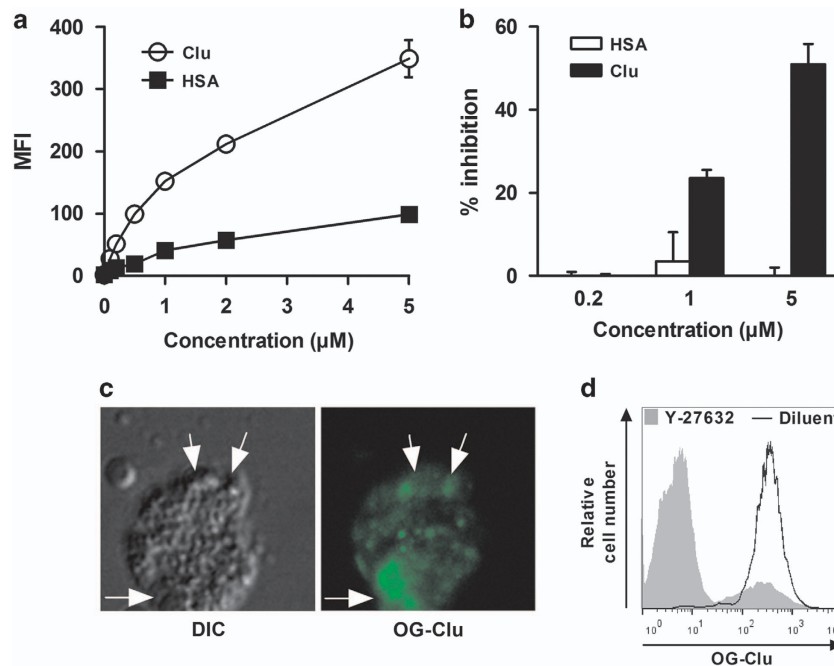 a
400
300
200
100
0
MFI
Clu
HSA
0 1 2 3 4 5
Concentration (µM)
b
60
40
20
0
% inhibition
HSA
Clu
0.2 1 5
Concentration (µM)
c
DIC
OG-Clu
d
Y-27632 Diluen
Relative
cell number
10⁰ 10¹ 10² 10³
OG-Clu